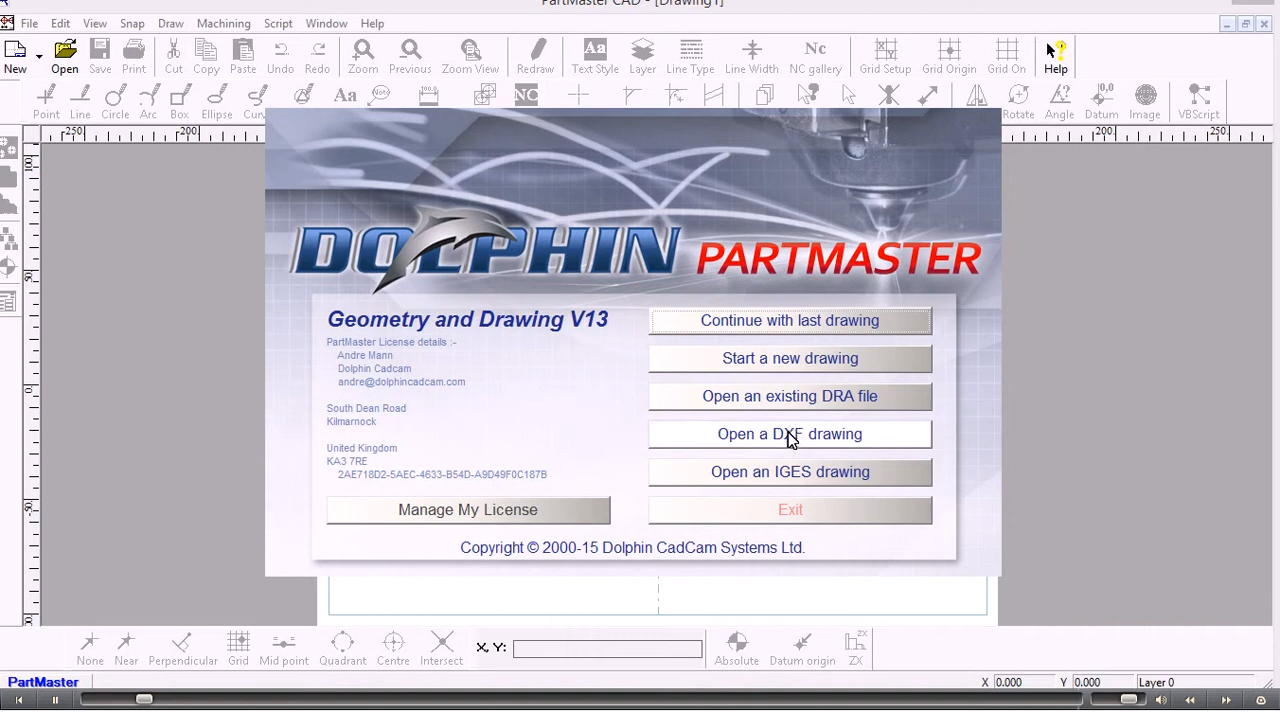 PartMaster CAD - [Drawing1]
File Edit View Snap Draw Machining Script Window Help
New Open Save Print Cut Copy Paste Undo Redo Zoom Previous Zoom View Redraw Text Style Layer Line Type Line Width NC gallery Grid Setup Grid Origin Grid On Help
Point Line Circle Arc Box Ellipse Rotate Angle Datum Image VBScript
250 200 200 250
DOLPHIN PARTMASTER
Geometry and Drawing V13
PartMaster License details :-
Andre Mann
Dolphin Cadcam
andre@dolphincadcam.com
South Dean Road
Kilmarnock
United Kingdom
KA3 7RE
2AE718D2-5AEC-4633-B54D-A9D49F0C187B
Manage My License
Continue with last drawing
Start a new drawing
Open an existing DRA file
Open a DXF drawing
Open an IGES drawing
Exit
Copyright © 2000-15 Dolphin CadCam Systems Ltd.
None Near Perpendicular Grid Mid point Quadrant Centre Intersect X, Y: Absolute Datum origin ZX
PartMaster X 0.000 Y 0.000 Layer 0